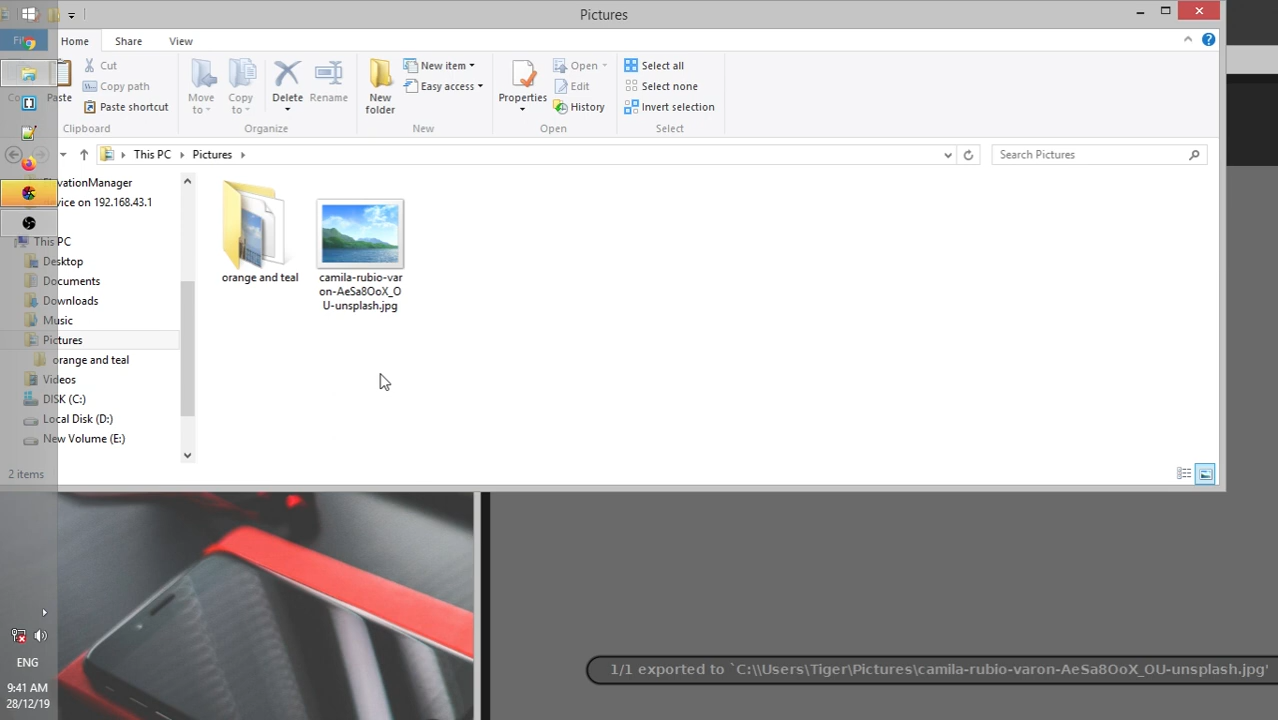 Pictures
Home
Share
View
Cut
Copy path
Paste shortcut
Paste
Clipboard
Move to
Copy to
Delete
Rename
Organize
New folder
New item
Easy access
New
Properties
Open
Edit
History
Open
Select all
Select none
Invert selection
Select
This PC
Pictures
Search Pictures
ElevationManager
vice on 192.168.43.1
This PC
Desktop
Documents
Downloads
Music
Pictures
orange and teal
Videos
DISK (C:)
Local Disk (D:)
New Volume (E:)
2 items
orange and teal
camila-rubio-var
on-AeSa8OoX_O
U-unsplash.jpg
1/1 exported to `C:\\Users\Tiger\Pictures\camila-rubio-varon-AeSa8OoX_OU-unsplash.jpg'
ENG
9:41 AM
28/12/19